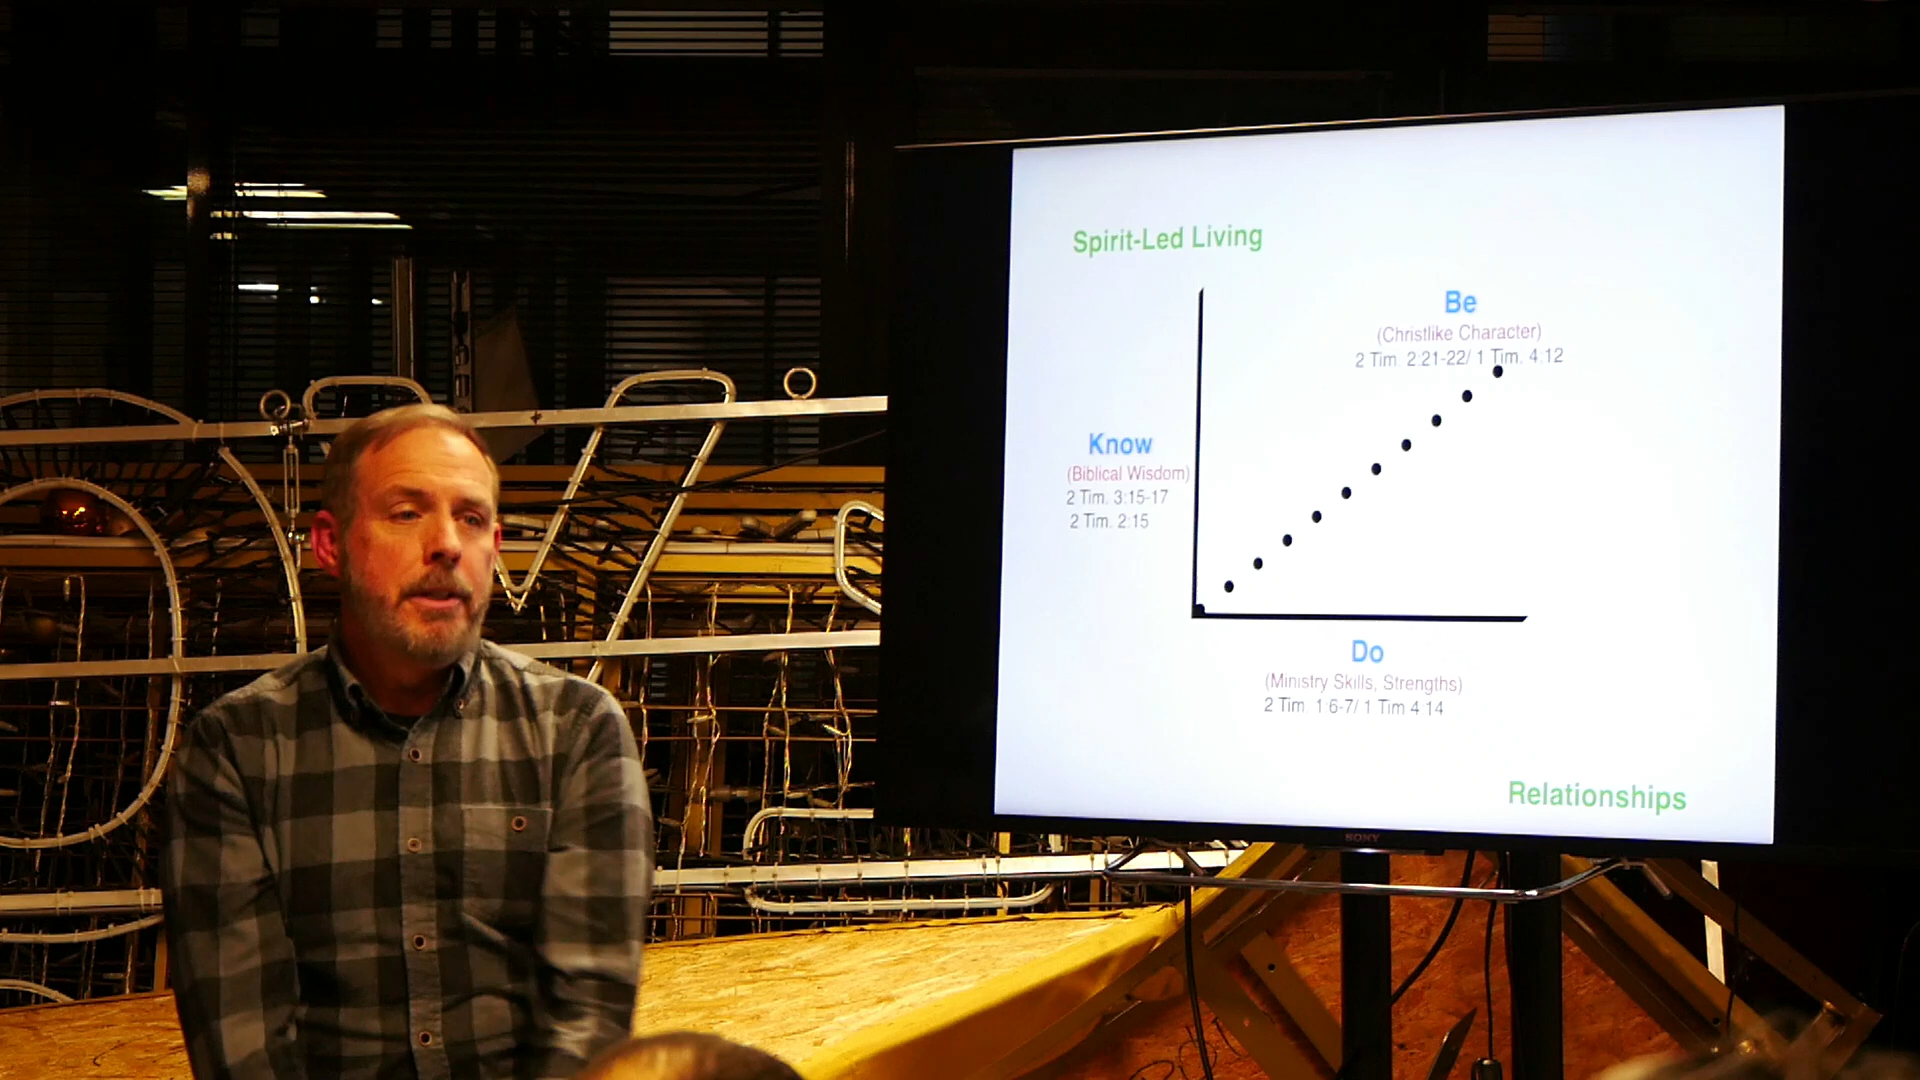 Spirit-Led Living
Be
(Christlike Character)
2 Tim. 2:21-22/ 1 Tim. 4:12
Know
(Biblical Wisdom)
2 Tim. 3:15-17
2 Tim. 2:15
Do
(Ministry Skills, Strengths)
2 Tim. 1:6-7/ 1 Tim 4:14
Relationships
SONY